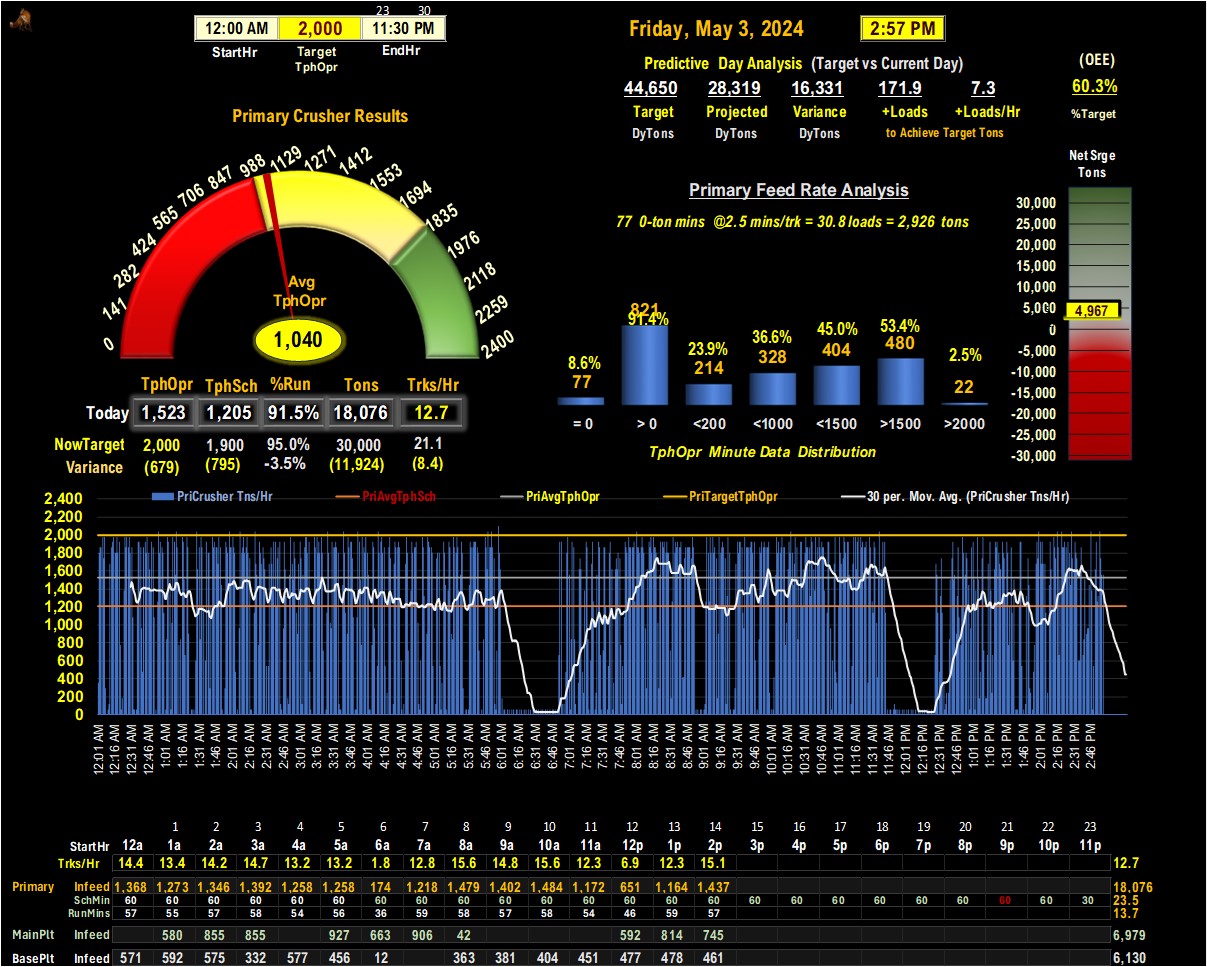 23 30
12:00 AM 2,000 11:30 PM
StartHr Target EndHr
TphOpr
Friday, May 3, 2024 2:57 PM
Predictive Day Analysis (Target vs Current Day)
44,650 28,319 16,331 171.9 7.3
Target Projected Variance +Loads +Loads/Hr
DyTons DyTons DyTons to Achieve Target Tons
(OEE)
60.3%
%Target
Primary Crusher Results
0 141 282 424 565 706 847 988 1129 1271 1412 1553 1694 1835 1976 2118 2259 2400
Avg
TphOpr
1,040
TphOpr TphSch %Run Tons Trks/Hr
Today 1,523 1,205 91.5% 18,076 12.7
NowTarget 2,000 1,900 95.0% 30,000 21.1
Variance (679) (795) -3.5% (11,924) (8.4)
Primary Feed Rate Analysis
77 0-ton mins @2.5 mins/trk = 30.8 loads = 2,926 tons
8.6% 91.4% 23.9% 36.6% 45.0% 53.4% 2.5%
77 821 214 328 404 480 22
= 0 > 0 <200 <1000 <1500 >1500 >2000
TphOpr Minute Data Distribution
Net Srge
Tons
30,000
25,000
20,000
15,000
10,000
5,000
4,967
0
-5,000
-10,000
-15,000
-20,000
-25,000
-30,000
PriCrusher Tns/Hr PriAvgTphSch PriAvgTphOpr PriTargetTphOpr 30 per. Mov. Avg. (PriCrusher Tns/Hr)
2,400
2,200
2,000
1,800
1,600
1,400
1,200
1,000
800
600
400
200
0
12:01 AM 12:16 AM 12:31 AM 12:46 AM 1:01 AM 1:16 AM 1:31 AM 1:46 AM 2:01 AM 2:16 AM 2:31 AM 2:46 AM 3:01 AM 3:16 AM 3:31 AM 3:46 AM 4:01 AM 4:16 AM 4:31 AM 4:46 AM 5:01 AM 5:16 AM 5:31 AM 5:46 AM 6:01 AM 6:16 AM 6:31 AM 6:46 AM 7:01 AM 7:16 AM 7:31 AM 7:46 AM 8:01 AM 8:16 AM 8:31 AM 8:46 AM 9:01 AM 9:16 AM 9:31 AM 9:46 AM 10:01 AM 10:16 AM 10:31 AM 10:46 AM 11:01 AM 11:16 AM 11:31 AM 11:46 AM 12:01 PM 12:16 PM 12:31 PM 12:46 PM 1:01 PM 1:16 PM 1:31 PM 1:46 PM 2:01 PM 2:16 PM 2:31 PM 2:46 PM
1 2 3 4 5 6 7 8 9 10 11 12 13 14 15 16 17 18 19 20 21 22 23
StartHr 12a 1a 2a 3a 4a 5a 6a 7a 8a 9a 10a 11a 12p 1p 2p 3p 4p 5p 6p 7p 8p 9p 10p 11p
Trks/Hr 14.4 13.4 14.2 14.7 13.2 13.2 1.8 12.8 15.6 14.8 15.6 12.3 6.9 12.3 15.1 12.7
Primary Infeed 1,368 1,273 1,346 1,392 1,258 1,258 174 1,218 1,479 1,402 1,484 1,172 651 1,164 1,437 18,076
SchMin 60 60 60 60 60 60 60 60 60 60 60 60 60 60 60 60 60 60 60 60 60 60 60 30 23.5
RunMins 57 55 57 58 54 56 36 59 58 57 58 54 46 59 57 13.7
MainPlt Infeed 580 855 855 927 663 906 42 592 814 745 6,979
BasePlt Infeed 571 592 575 332 577 456 12 363 381 404 451 477 478 461 6,130